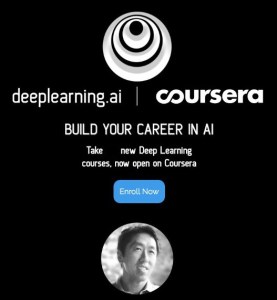 deeplearning.ai | coursera
BUILD YOUR CAREER IN AI
Take new Deep Learning
courses, now open on Coursera
Enroll Now